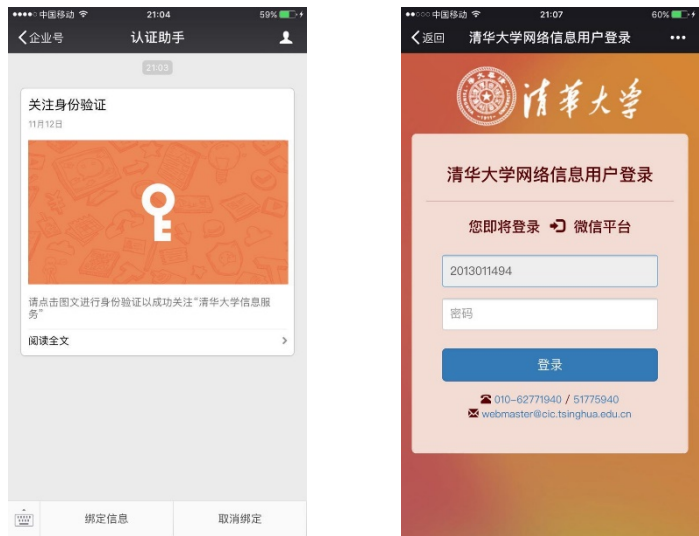 中国移动 21:04 59%
企业号 认证助手
21:03
关注身份验证
11月12日
请点击图文进行身份验证以成功关注“清华大学信息服
务”
阅读全文
绑定信息 取消绑定
中国移动 21:07 60%
返回 清华大学网络信息用户登录
清华大学
清华大学网络信息用户登录
您即将登录 微信平台
2013011494
密码
登录
010-62771940 / 51775940
webmaster@cic.tsinghua.edu.cn